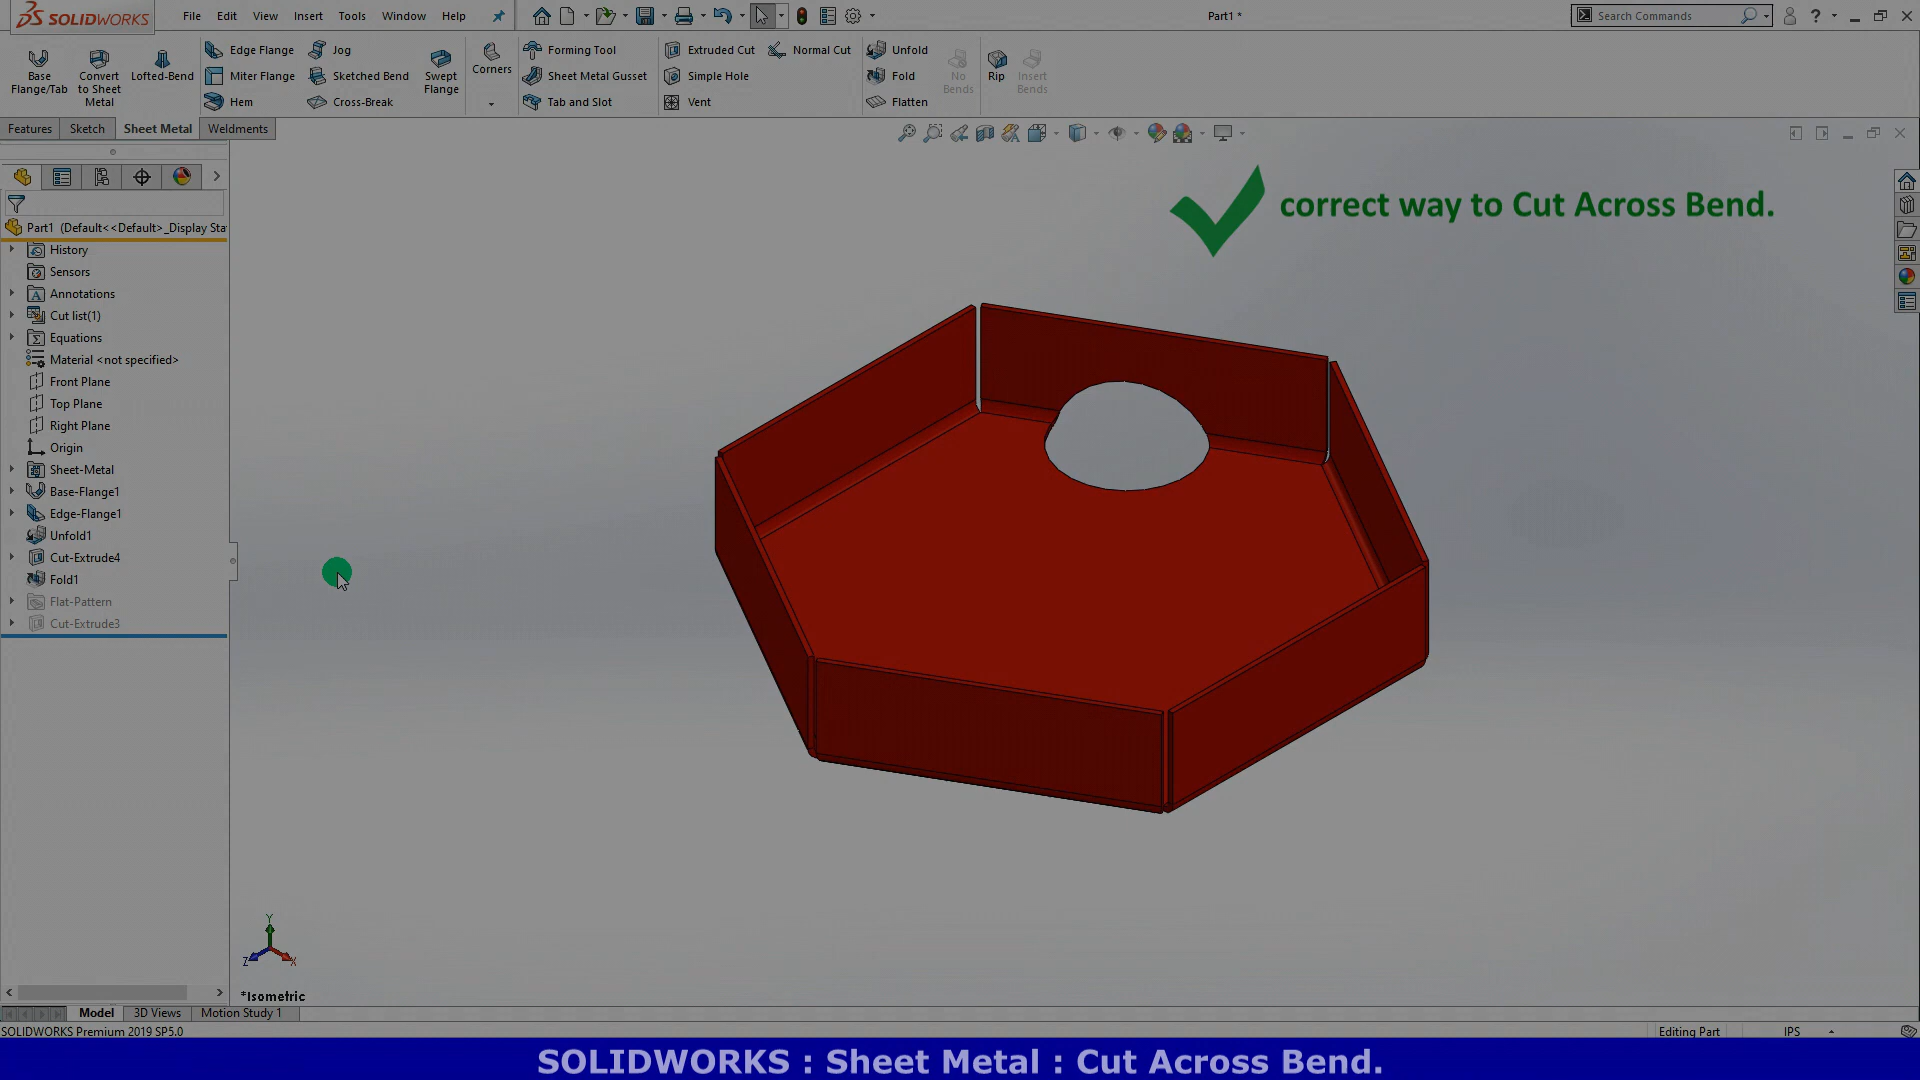 SOLIDWORKS
File Edit View Insert Tools Window Help
Part1 *
Search Commands
Base Flange/Tab
Convert to Sheet Metal
Lofted-Bend
Edge Flange
Miter Flange
Hem
Jog
Sketched Bend
Cross-Break
Swept Flange
Corners
Forming Tool
Sheet Metal Gusset
Tab and Slot
Extruded Cut
Simple Hole
Vent
Normal Cut
Unfold
Fold
Flatten
No Bends
Rip
Insert Bends
Features Sketch Sheet Metal Weldments
Part1 (Default<<Default>_Display Sta
History
Sensors
Annotations
Cut list(1)
Equations
Material <not specified>
Front Plane
Top Plane
Right Plane
Origin
Sheet-Metal
Base-Flange1
Edge-Flange1
Unfold1
Cut-Extrude4
Fold1
Flat-Pattern
Cut-Extrude3
correct way to Cut Across Bend.
Y
Z X
*Isometric
Model 3D Views Motion Study 1
SOLIDWORKS Premium 2019 SP5.0
Editing Part IPS
SOLIDWORKS : Sheet Metal : Cut Across Bend.